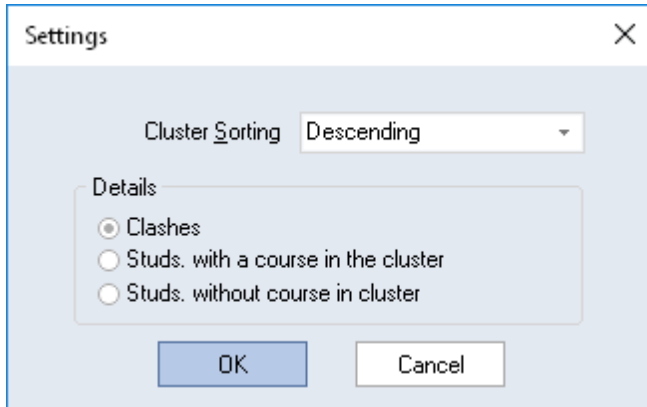 Settings
Cluster Sorting Descending
Details
Clashes
Studs. with a course in the cluster
Studs. without course in cluster
OK Cancel